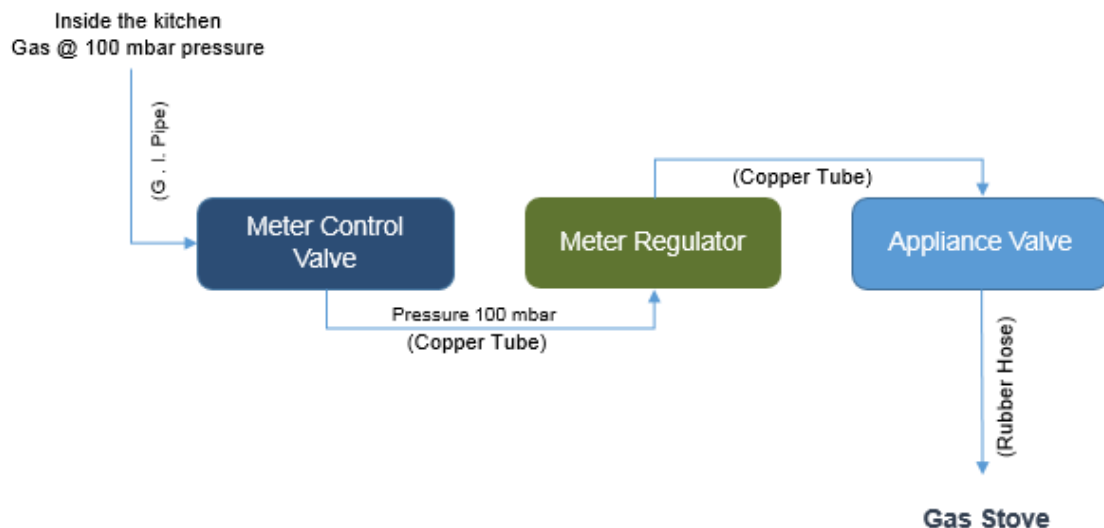 Inside the kitchen
Gas @ 100 mbar pressure
(G . I. Pipe)
Meter Control
Valve
Pressure 100 mbar
(Copper Tube)
Meter Regulator
(Copper Tube)
Appliance Valve
(Rubber Hose)
Gas Stove